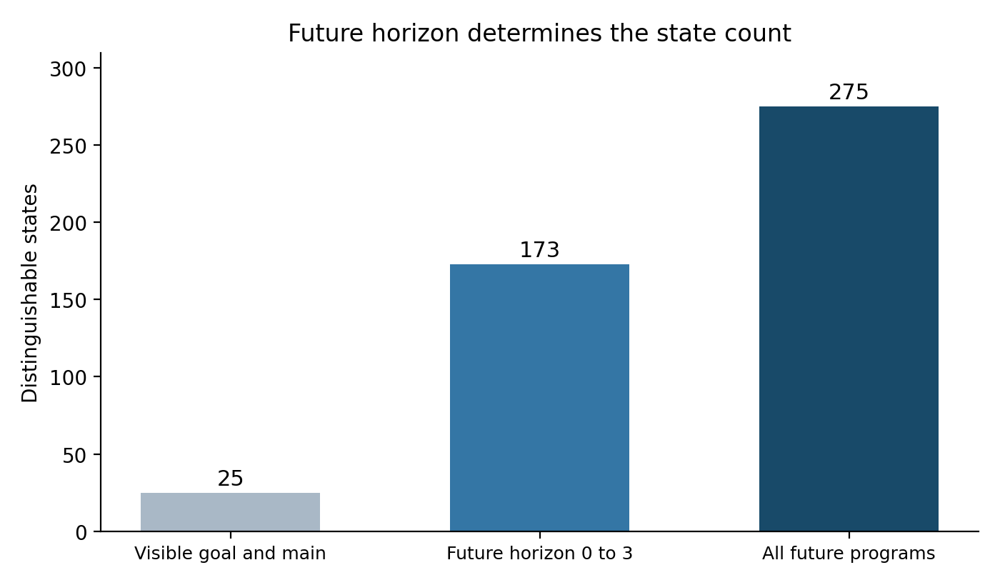 Future horizon determines the state count
Distinguishable states
300
250
200
150
100
50
0
25
173
275
Visible goal and main
Future horizon 0 to 3
All future programs